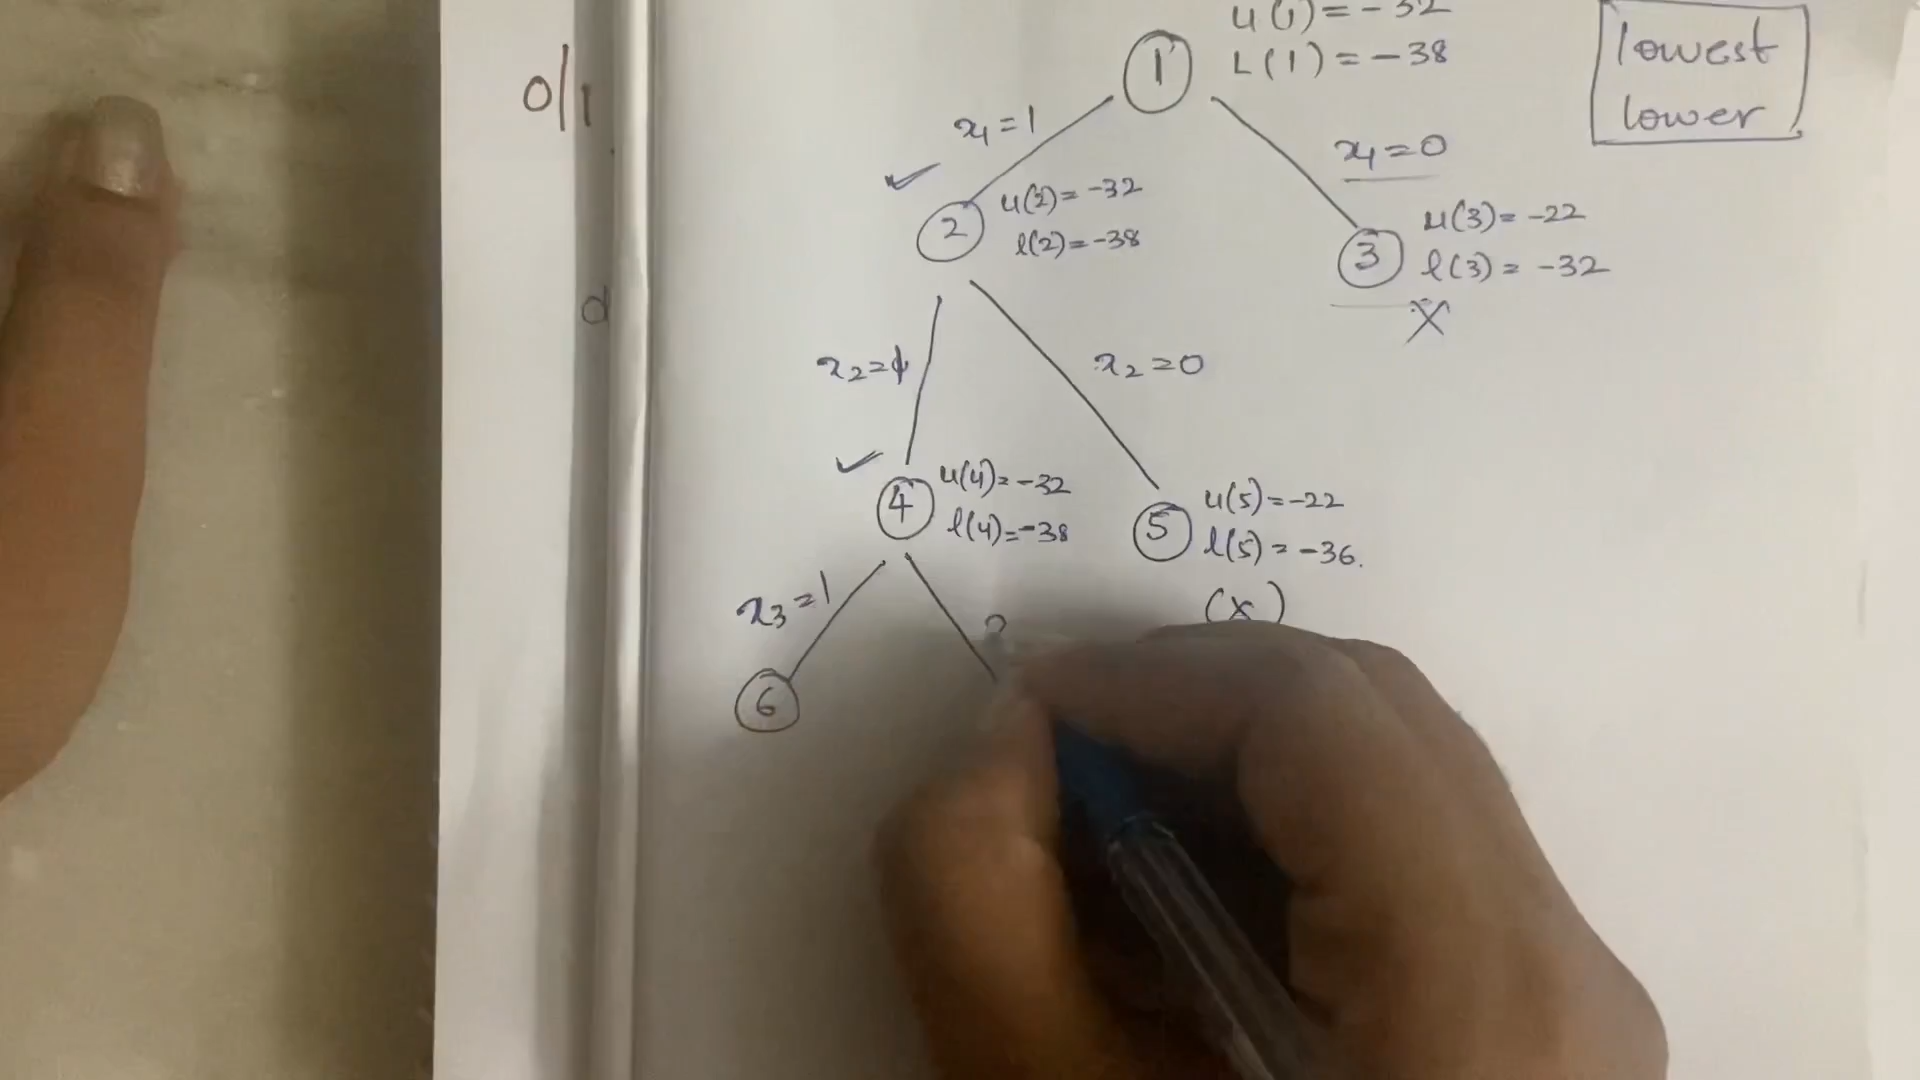 u(1) = -32
L(1) = -38
1
lowest
lower
0/1
x1 = 1
x1 = 0
2
u(2) = -32
l(2) = -38
3
u(3) = -22
l(3) = -32
X
x2 = 1
x2 = 0
4
u(4) = -32
l(4) = -38
5
u(5) = -22
l(5) = -36.
(x)
x3 = 1
6